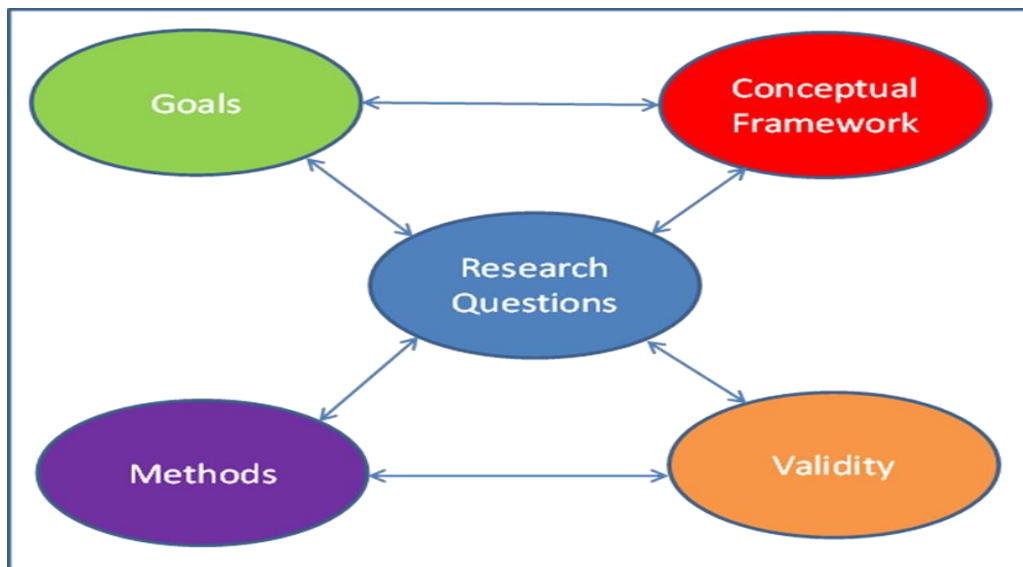 Goals
Conceptual
Framework
Research
Questions
Methods
Validity